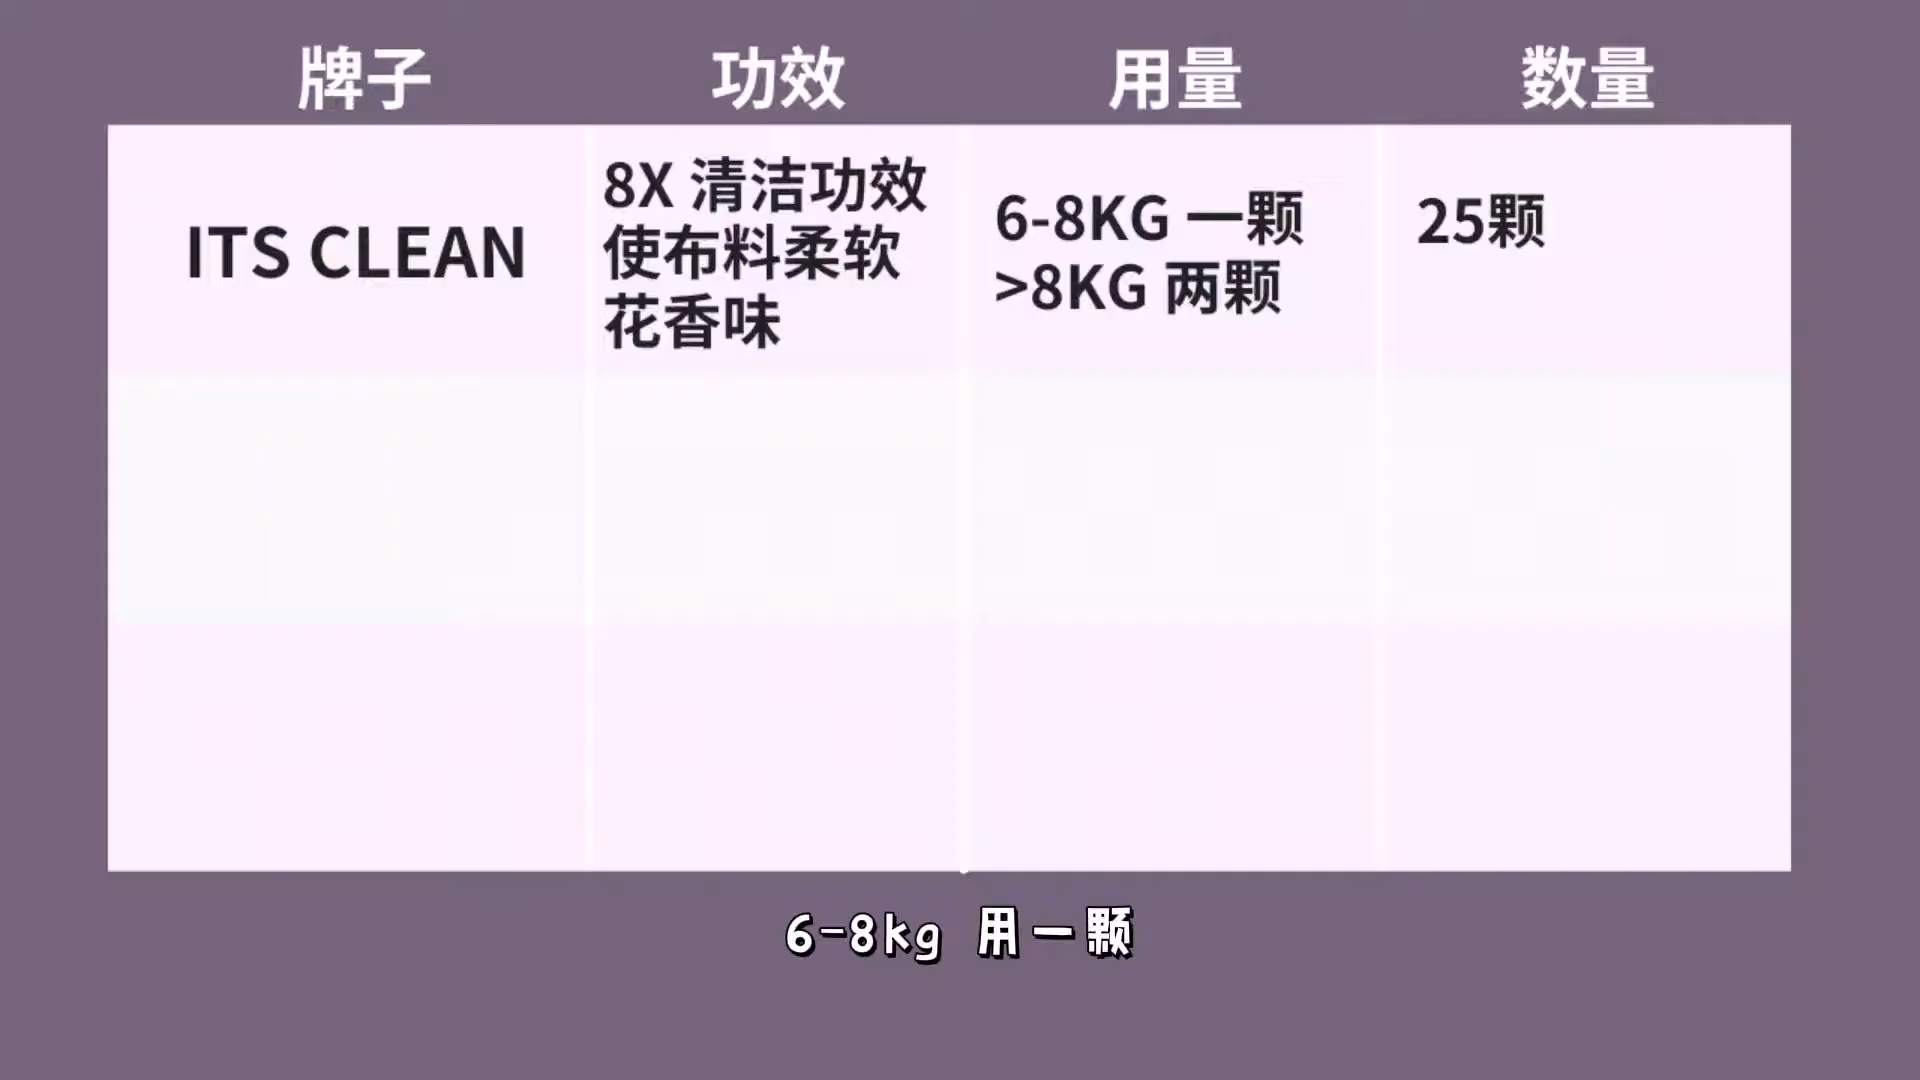 牌子 功效 用量 数量
ITS CLEAN
8X 清洁功效
使布料柔软
花香味
6-8KG 一颗
>8KG 两颗
25颗
6-8kg 用一颗